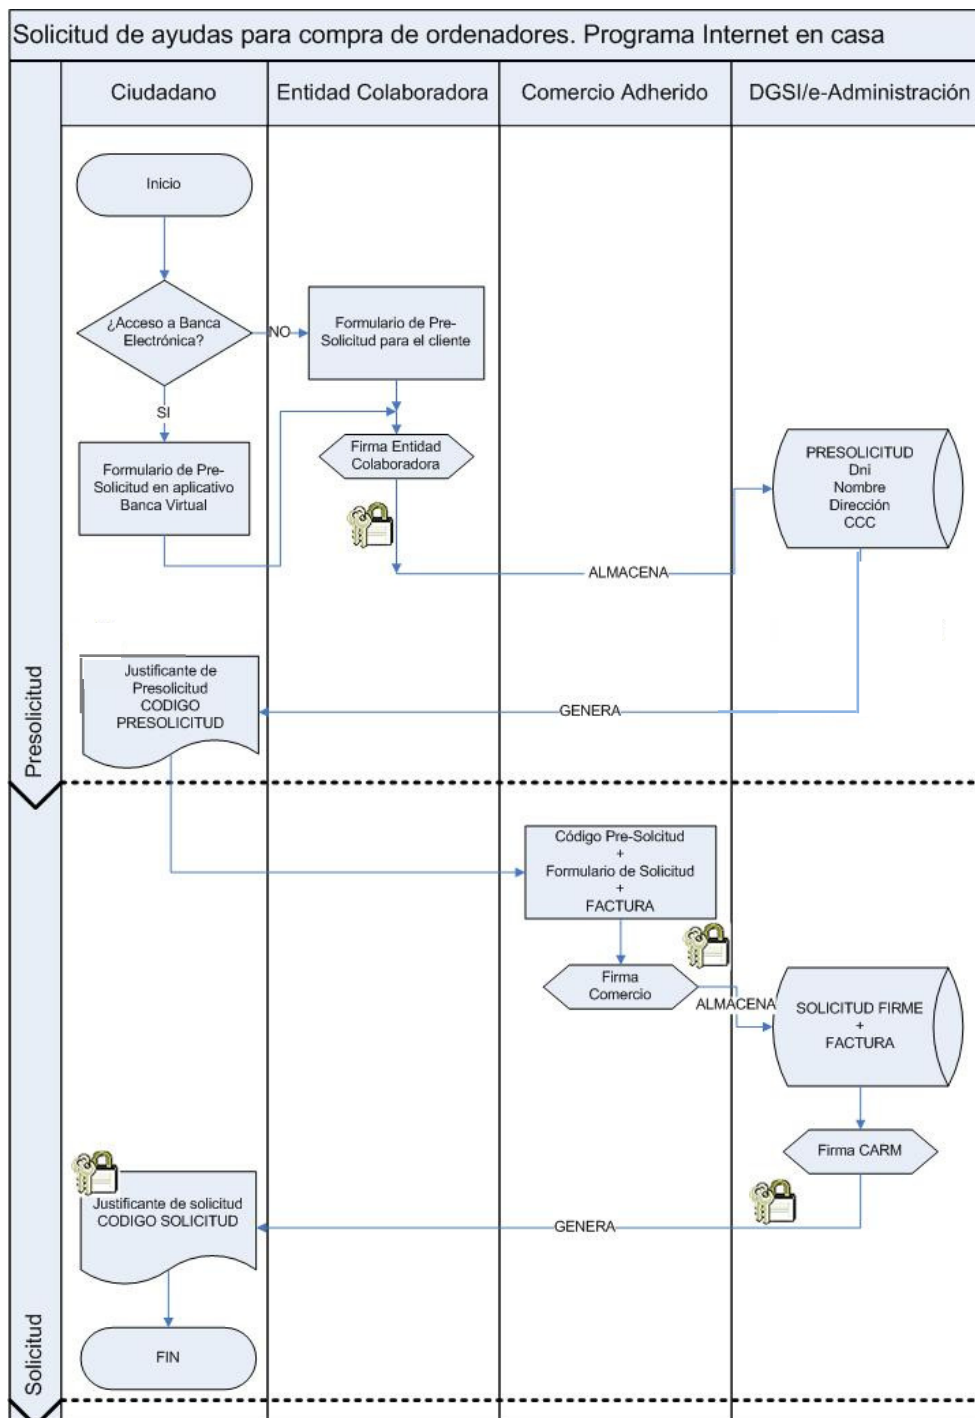 Solicitud de ayudas para compra de ordenadores. Programa Internet en casa
Ciudadano
Entidad Colaboradora
Comercio Adherido
DGSI/e-Administración
Presolicitud
Inicio
¿Acceso a Banca
Electrónica?
NO
Formulario de Pre-
Solicitud para el cliente
SI
Formulario de Pre-
Solicitud en aplicativo
Banca Virtual
Firma Entidad
Colaboradora
PRESOLICITUD
Dni
Nombre
Dirección
CCC
ALMACENA
Justificante de
Presolicitud
CODIGO
PRESOLICITUD
GENERA
Solicitud
Código Pre-Solcitud
+
Formulario de Solicitud
+
FACTURA
Firma
Comercio
ALMACENA
SOLICITUD FIRME
+
FACTURA
Firma CARM
Justificante de solicitud
CODIGO SOLICITUD
GENERA
FIN